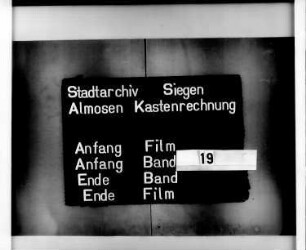 Stadtarchiv Siegen
Almosen Kastenrechnung
Anfang Film
Anfang Band 19
Ende Band
Ende Film